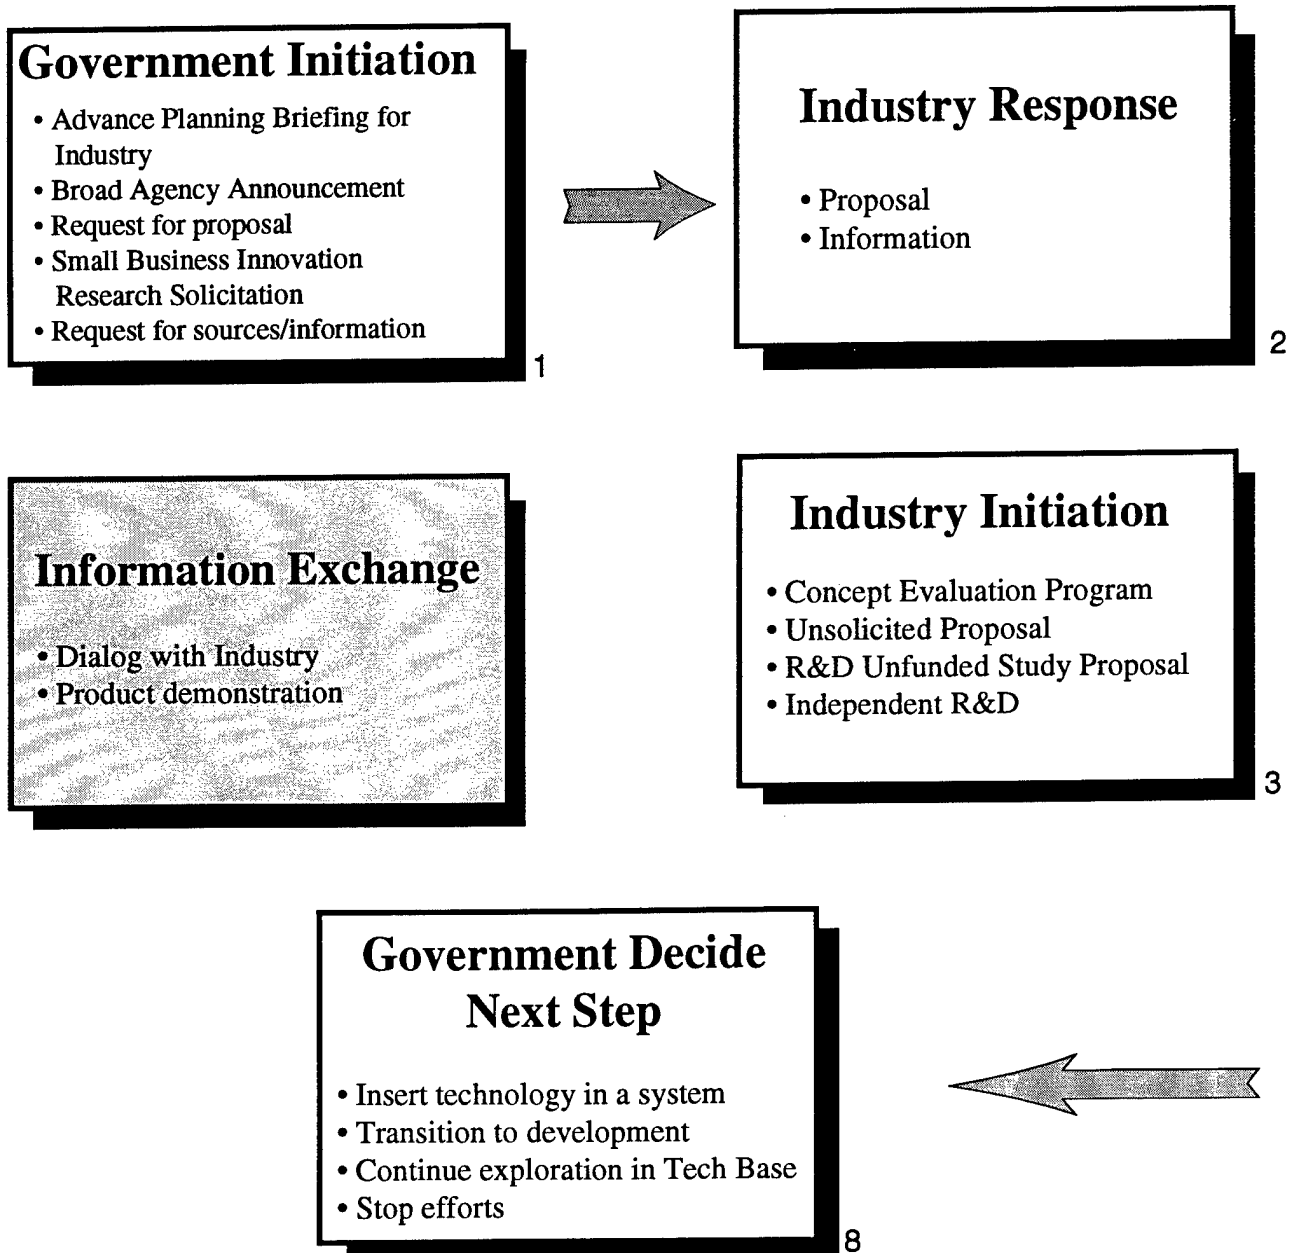 Government Initiation
• Advance Planning Briefing for
Industry
• Broad Agency Announcement
• Request for proposal
• Small Business Innovation
Research Solicitation
• Request for sources/information
1
Industry Response
• Proposal
• Information
2
Information Exchange
• Dialog with Industry
• Product demonstration
Industry Initiation
• Concept Evaluation Program
• Unsolicited Proposal
• R&D Unfunded Study Proposal
• Independent R&D
3
Government Decide
Next Step
• Insert technology in a system
• Transition to development
• Continue exploration in Tech Base
• Stop efforts
8